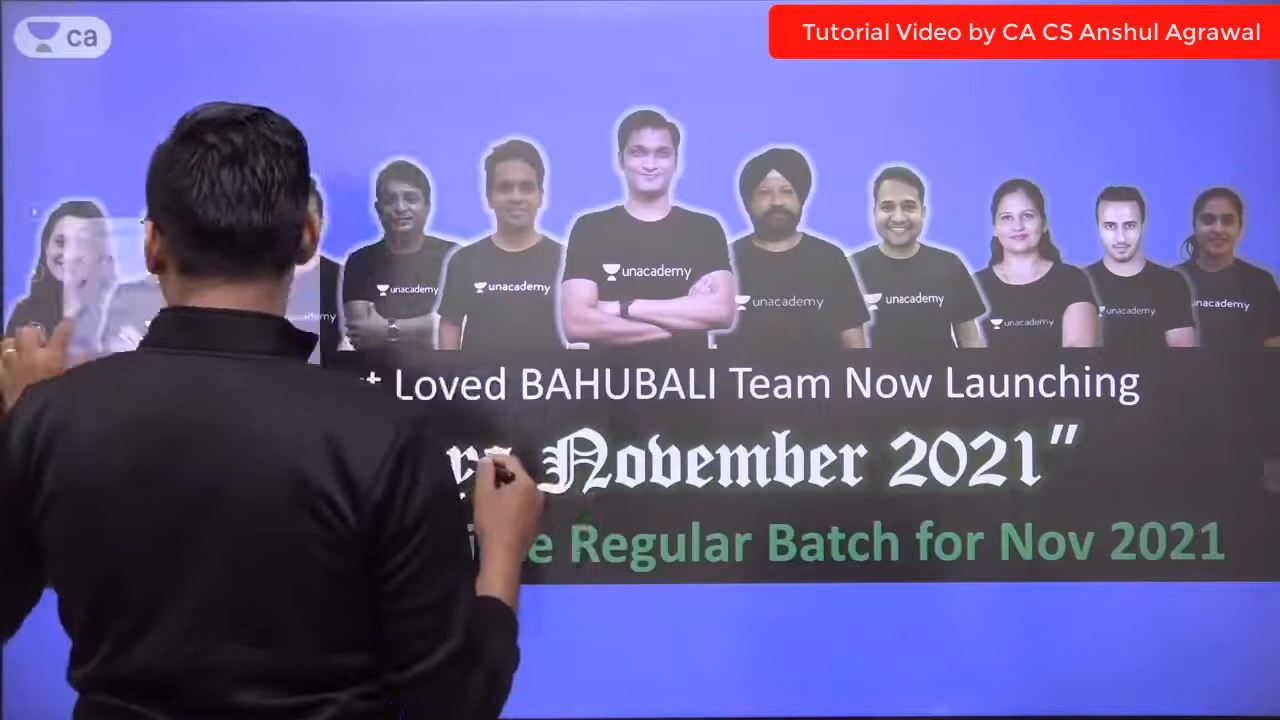 ca
Tutorial Video by CA CS Anshul Agrawal
unacademy
unacademy
unacademy
unacademy
unacademy
unacademy
unacademy
unacademy
Loved BAHUBALI Team Now Launching
November 2021"
Regular Batch for Nov 2021